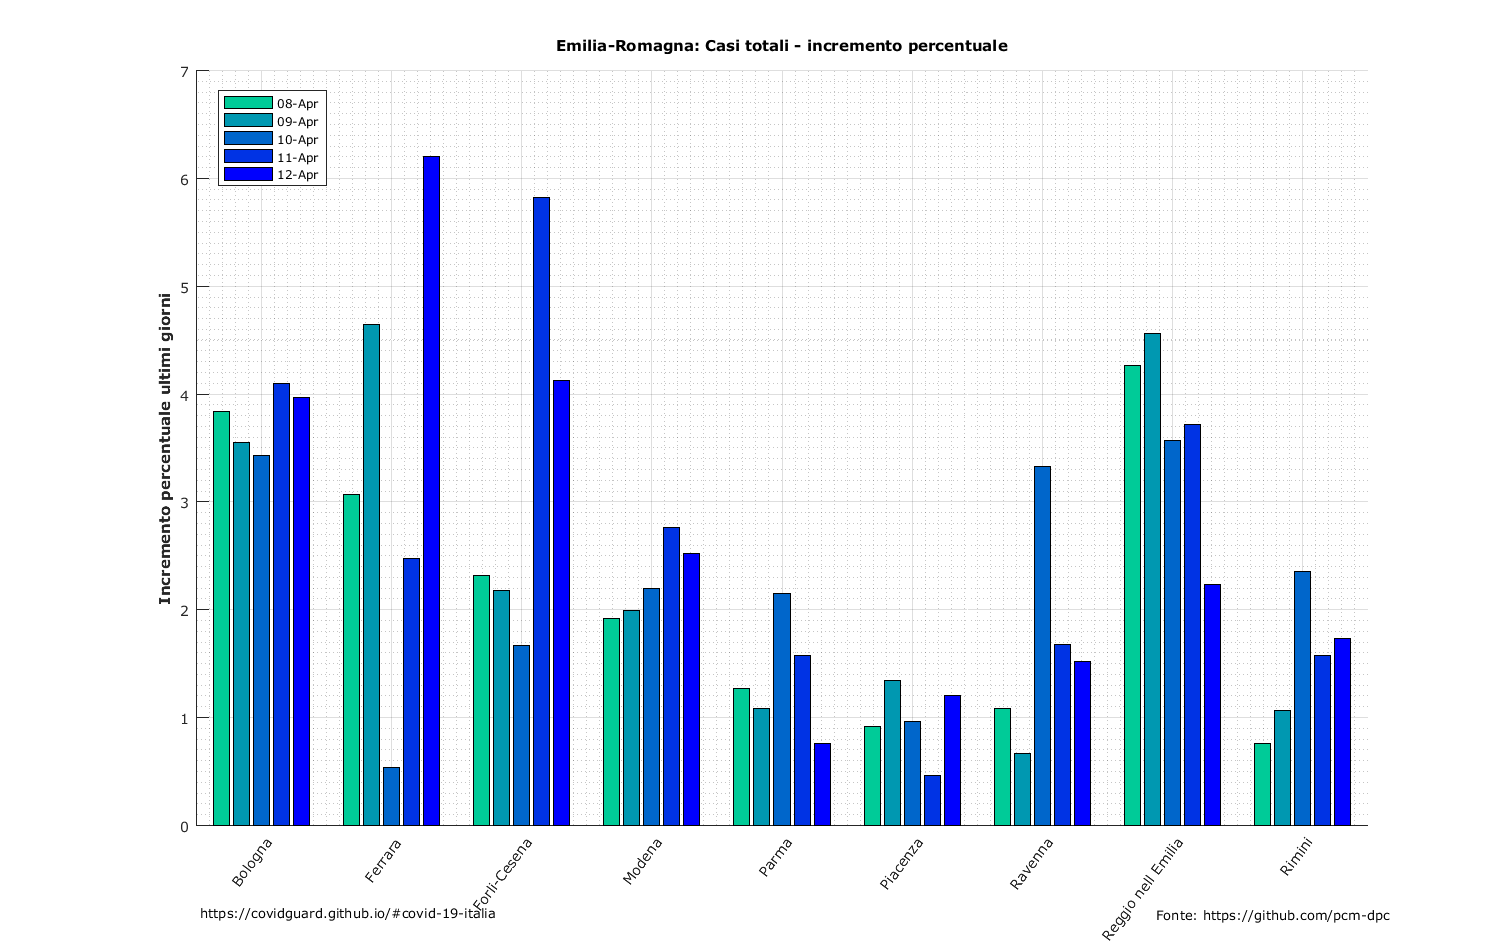 Emilia-Romagna: Casi totali - incremento percentuale
Incremento percentuale ultimi giorni
7
6
5
4
3
2
1
0
08-Apr
09-Apr
10-Apr
11-Apr
12-Apr
Bologna
Ferrara
Forlì-Cesena
Modena
Parma
Piacenza
Ravenna
Reggio nell Emilia
Rimini
https://covidguard.github.io/#covid-19-italia
Fonte: https://github.com/pcm-dpc